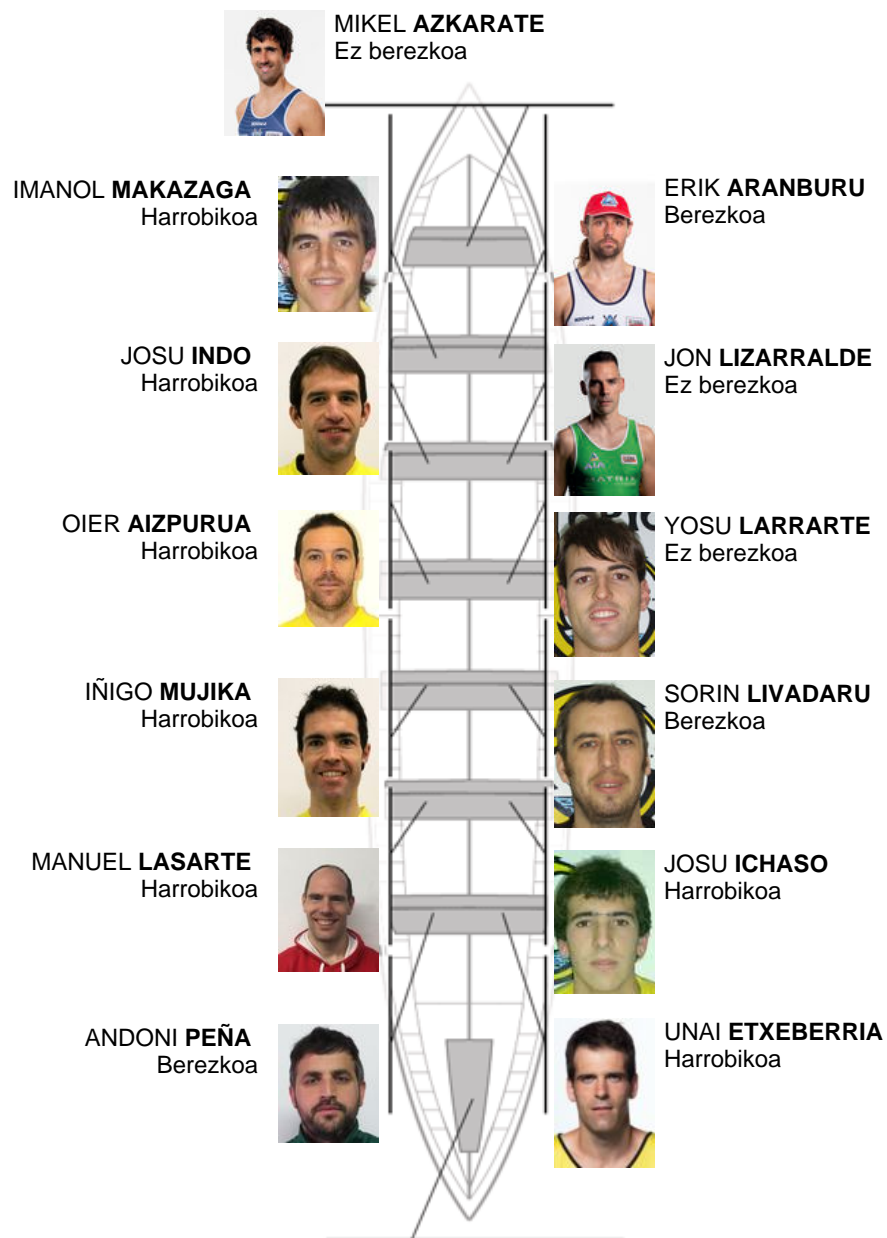 MIKEL AZKARATE
Ez berezkoa
IMANOL MAKAZAGA
Harrobikoa
ERIK ARANBURU
Berezkoa
JOSU INDO
Harrobikoa
JON LIZARRALDE
Ez berezkoa
OIER AIZPURUA
Harrobikoa
YOSU LARRARTE
Ez berezkoa
IÑIGO MUJIKA
Harrobikoa
SORIN LIVADARU
Berezkoa
MANUEL LASARTE
Harrobikoa
JOSU ICHASO
Harrobikoa
ANDONI PEÑA
Berezkoa
UNAI ETXEBERRIA
Harrobikoa